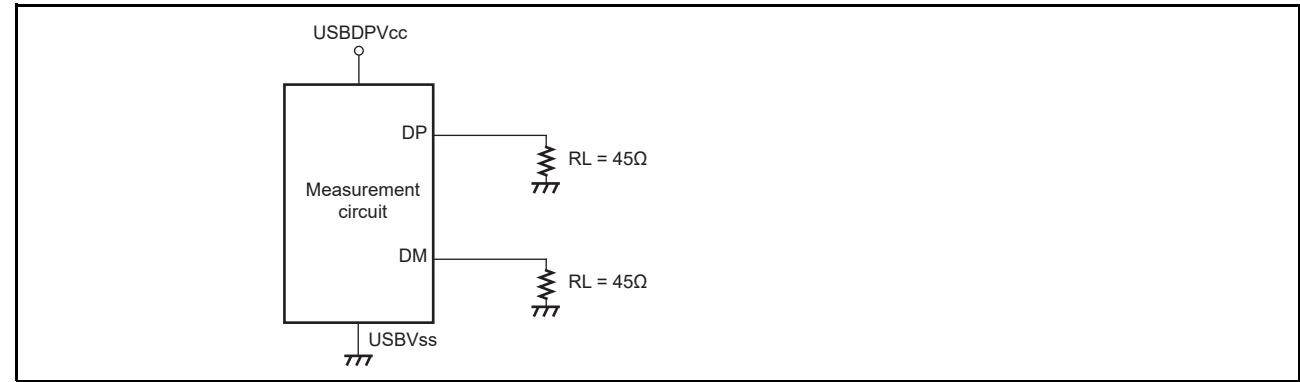 USBDPVcc
DP
RL = 45Ω
Measurement
circuit
DM
RL = 45Ω
USBVss